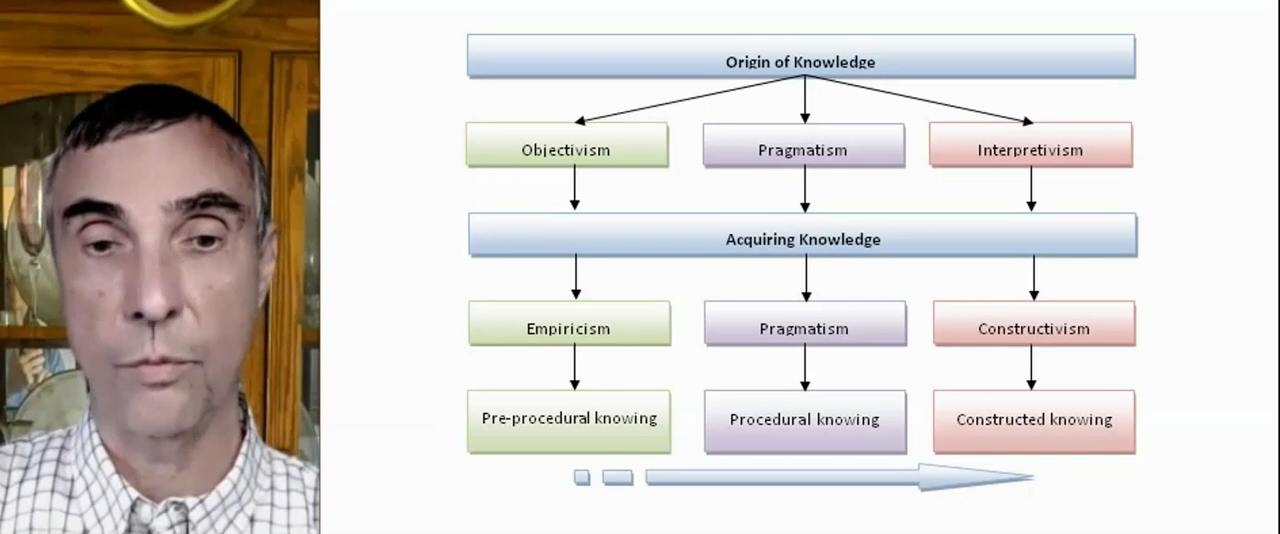 Origin of Knowledge
Objectivism
Pragmatism
Interpretivism
Acquiring Knowledge
Empiricism
Pragmatism
Constructivism
Pre-procedural knowing
Procedural knowing
Constructed knowing